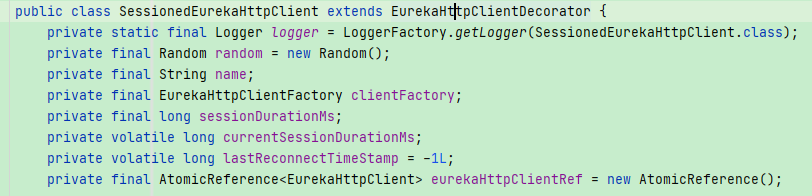 public class SessionedEurekaHttpClient extends EurekaHttpClientDecorator {
private static final Logger logger = LoggerFactory.getLogger(SessionedEurekaHttpClient.class);
private final Random random = new Random();
private final String name;
private final EurekaHttpClientFactory clientFactory;
private final long sessionDurationMs;
private volatile long currentSessionDurationMs;
private volatile long lastReconnectTimeStamp = -1L;
private final AtomicReference<EurekaHttpClient> eurekaHttpClientRef = new AtomicReference();